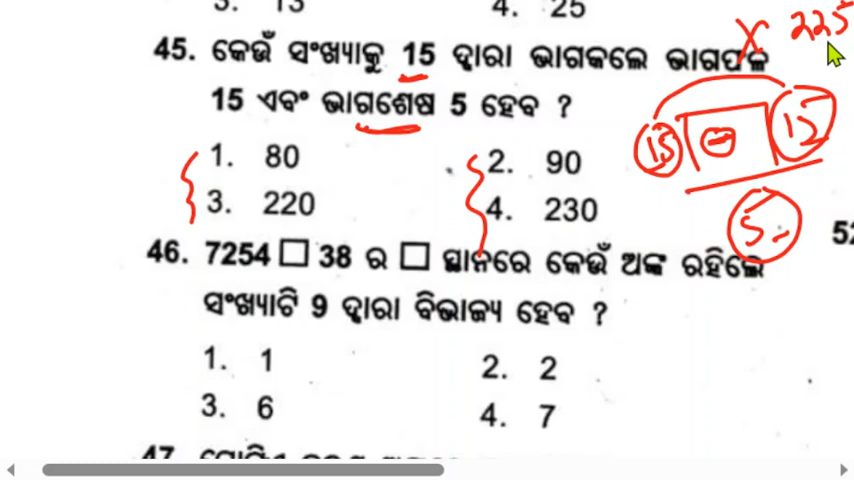 3. 13 4. 25
45. କେଉଁ ସଂଖ୍ୟାକୁ 15 ଦ୍ୱାରା ଭାଗକଲେ ଭାଗଫଳ
15 ଏବଂ ଭାଗଶେଷ 5 ହେବ ?
1. 80 2. 90
3. 220 4. 230
46. 7254 □ 38 ର □ ସ୍ଥାନରେ କେଉଁ ଅଙ୍କ ରହିଲେ
ସଂଖ୍ୟାଟି 9 ଦ୍ୱାରା ବିଭାଜ୍ୟ ହେବ ?
1. 1 2. 2
3. 6 4. 7
47.
x 225
15 15
5
52